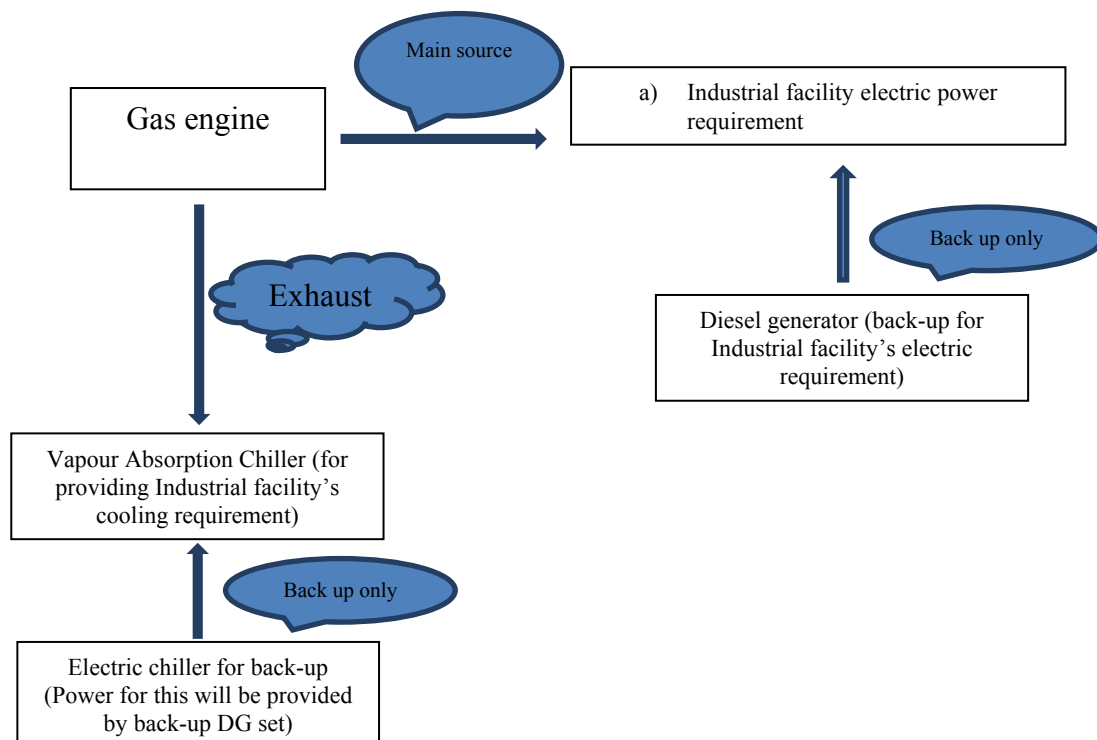 Main source
Gas engine
a) Industrial facility electric power
requirement
Back up only
Exhaust
Diesel generator (back-up for
Industrial facility’s electric
requirement)
Vapour Absorption Chiller (for
providing Industrial facility’s
cooling requirement)
Back up only
Electric chiller for back-up
(Power for this will be provided
by back-up DG set)